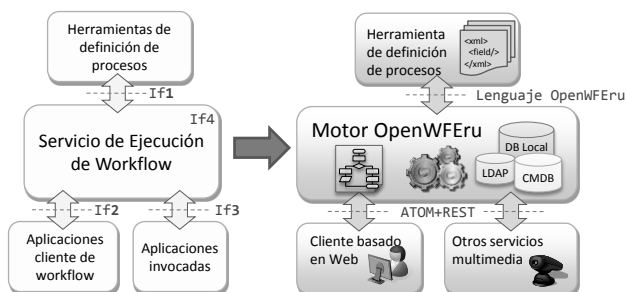 Herramientas de
definición de
procesos
If1
If4
Servicio de Ejecución
de Workflow
If2
If3
Aplicaciones
cliente de
workflow
Aplicaciones
invocadas
Herramienta
de definición
de procesos
<xml>
<field/>
</xml>
Lenguaje OpenWFEru
Motor OpenWFEru
DB Local
LDAP
CMDB
ATOM+REST
Cliente basado
en Web
Otros servicios
multimedia